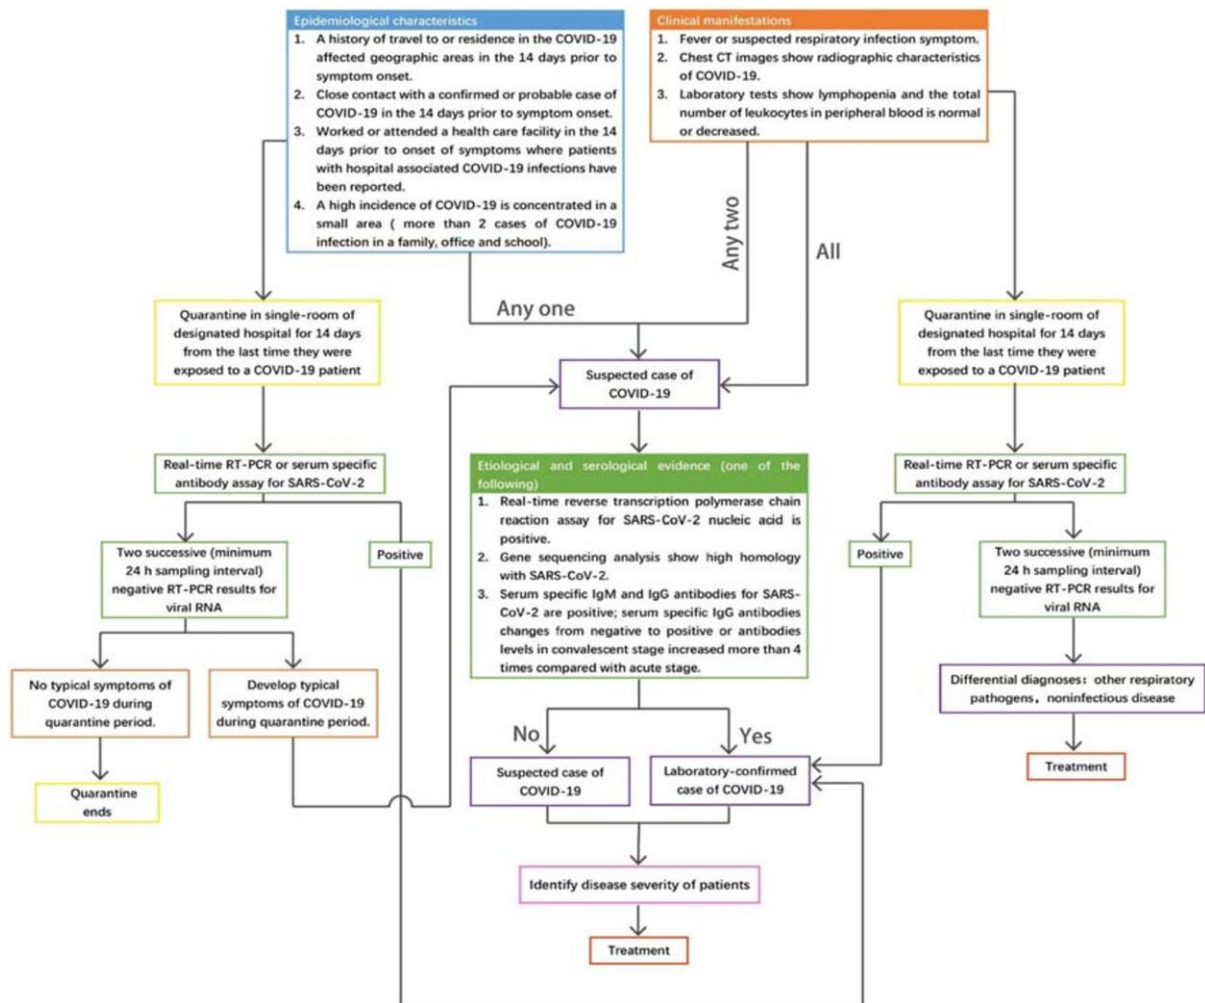 Epidemiological characteristics
1. A history of travel to or residence in the COVID-19
affected geographic areas in the 14 days prior to
symptom onset.
2. Close contact with a confirmed or probable case of
COVID-19 in the 14 days prior to symptom onset.
3. Worked or attended a health care facility in the 14
days prior to onset of symptoms where patients
with hospital associated COVID-19 infections have
been reported.
4. A high incidence of COVID-19 is concentrated in a
small area ( more than 2 cases of COVID-19
infection in a family, office and school).
Clinical manifestations
1. Fever or suspected respiratory infection symptom.
2. Chest CT images show radiographic characteristics
of COVID-19.
3. Laboratory tests show lymphopenia and the total
number of leukocytes in peripheral blood is normal
or decreased.
Any one
Any two
All
Quarantine in single-room of
designated hospital for 14 days
from the last time they were
exposed to a COVID-19 patient
Suspected case of
COVID-19
Quarantine in single-room of
designated hospital for 14 days
from the last time they were
exposed to a COVID-19 patient
Real-time RT-PCR or serum specific
antibody assay for SARS-CoV-2
Etiological and serological evidence (one of the
following)
1. Real-time reverse transcription polymerase chain
reaction assay for SARS-CoV-2 nucleic acid is
positive.
2. Gene sequencing analysis show high homology
with SARS-CoV-2.
3. Serum specific IgM and IgG antibodies for SARS-
CoV-2 are positive; serum specific IgG antibodies
changes from negative to positive or antibodies
levels in convalescent stage increased more than 4
times compared with acute stage.
Real-time RT-PCR or serum specific
antibody assay for SARS-CoV-2
Two successive (minimum
24 h sampling interval)
negative RT-PCR results for
viral RNA
Positive
Positive
Two successive (minimum
24 h sampling interval)
negative RT-PCR results for
viral RNA
No typical symptoms of
COVID-19 during
quarantine period.
Develop typical
symptoms of COVID-19
during quarantine period.
Differential diagnoses: other respiratory
pathogens, noninfectious disease
No
Yes
Quarantine
ends
Suspected case of
COVID-19
Laboratory-confirmed
case of COVID-19
Treatment
Identify disease severity of patients
Treatment